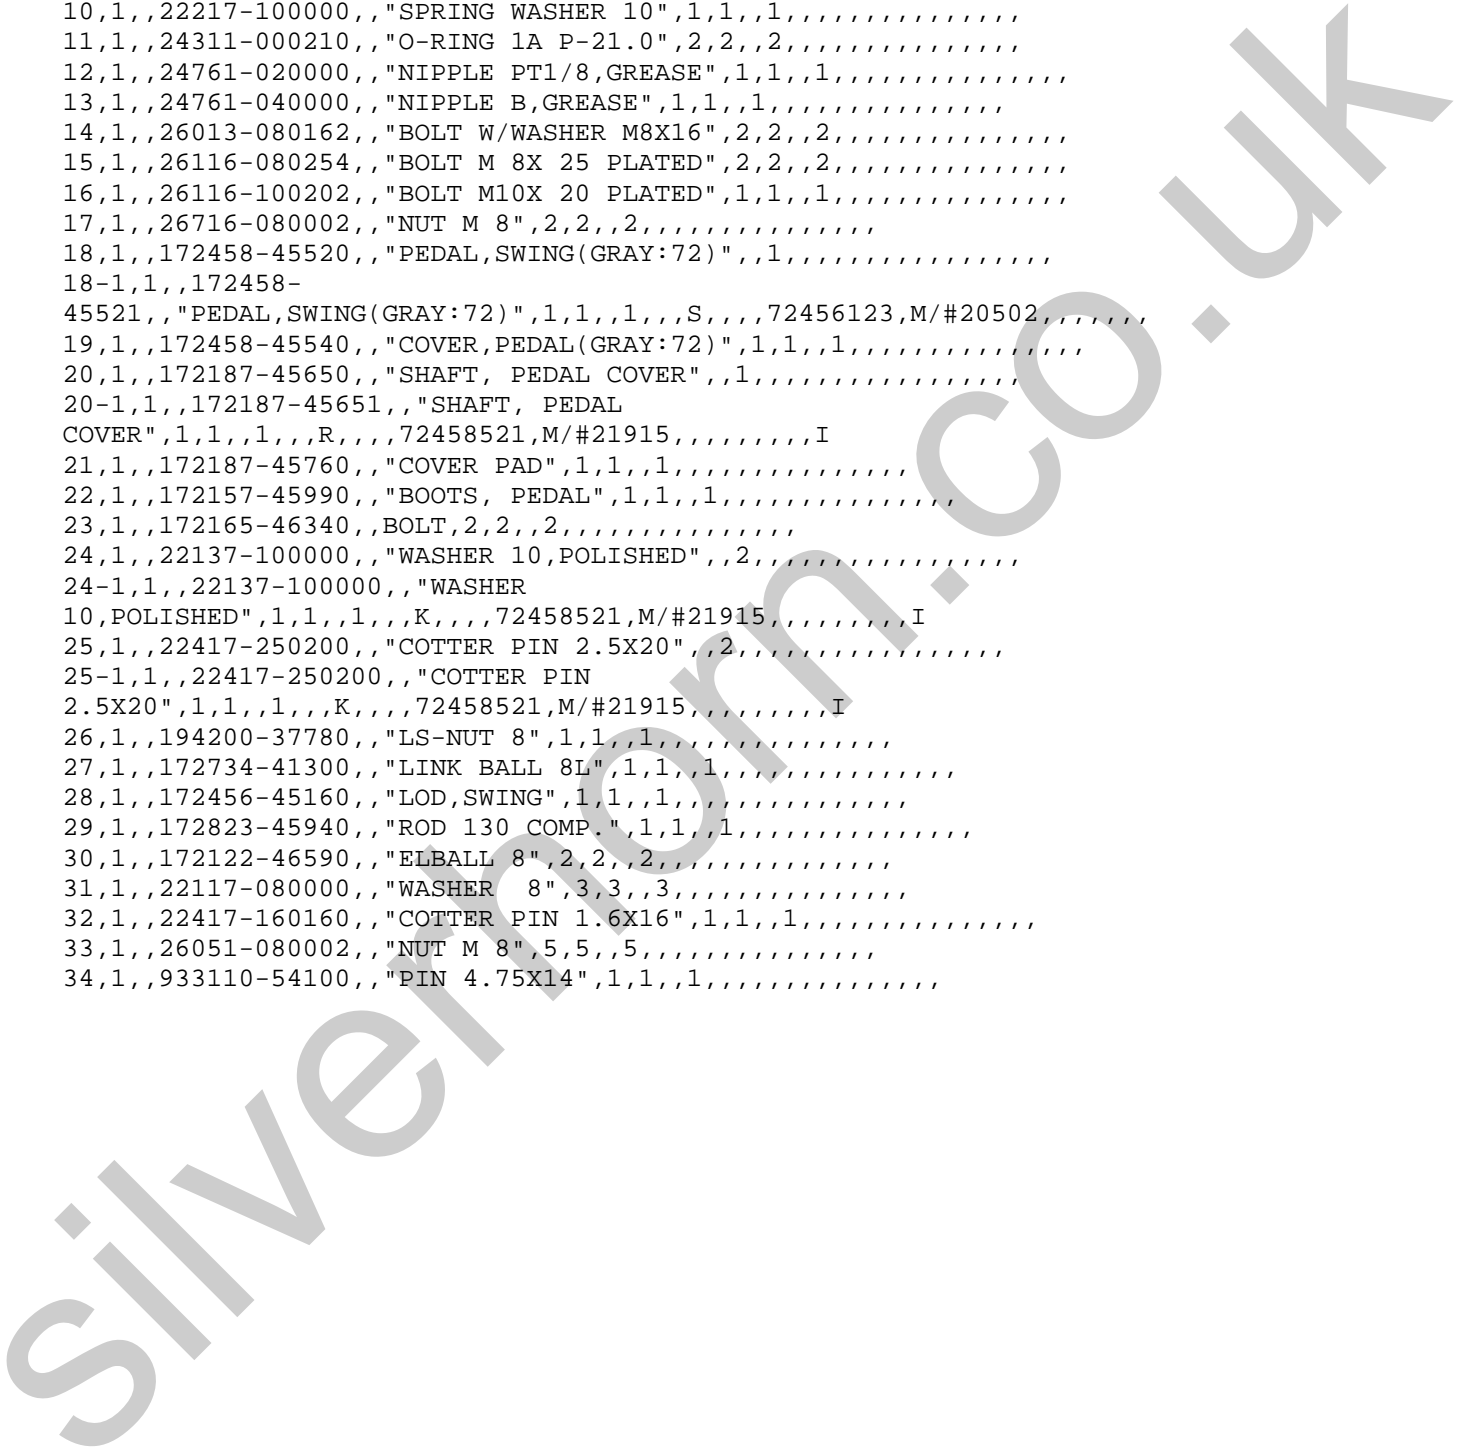 10,1,,22217-100000,,"SPRING WASHER 10",1,1,,1,,,,,,,,,,,,,,,
11,1,,24311-000210,,"O-RING 1A P-21.0",2,2,,2,,,,,,,,,,,,,,,
12,1,,24761-020000,,"NIPPLE PT1/8,GREASE",1,1,,1,,,,,,,,,,,,,,,
13,1,,24761-040000,,"NIPPLE B,GREASE",1,1,,1,,,,,,,,,,,,,,,
14,1,,26013-080162,,"BOLT W/WASHER M8X16",2,2,,2,,,,,,,,,,,,,,,
15,1,,26116-080254,,"BOLT M 8X 25 PLATED",2,2,,2,,,,,,,,,,,,,,,
16,1,,26116-100202,,"BOLT M10X 20 PLATED",1,1,,1,,,,,,,,,,,,,,,
17,1,,26716-080002,,"NUT M 8",2,2,,2,,,,,,,,,,,,,,,
18,1,,172458-45520,,"PEDAL,SWING(GRAY:72)",,1,,,,,,,,,,,,,,,,,
18-1,1,,172458-
45521,,"PEDAL,SWING(GRAY:72)",1,1,,1,,,S,,,,72456123,M/#20502,,,,,,,
19,1,,172458-45540,,"COVER,PEDAL(GRAY:72)",1,1,,1,,,,,,,,,,,,,,,
20,1,,172187-45650,,"SHAFT, PEDAL COVER",,1,,,,,,,,,,,,,,,,,
20-1,1,,172187-45651,,"SHAFT, PEDAL
COVER",1,1,,1,,,R,,,,72458521,M/#21915,,,,,,,,,I
21,1,,172187-45760,,"COVER PAD",1,1,,1,,,,,,,,,,,,,,,
22,1,,172157-45990,,"BOOTS, PEDAL",1,1,,1,,,,,,,,,,,,,,,
23,1,,172165-46340,,BOLT,2,2,,2,,,,,,,,,,,,,,,
24,1,,22137-100000,,"WASHER 10,POLISHED",,2,,,,,,,,,,,,,,,,,
24-1,1,,22137-100000,,"WASHER
10,POLISHED",1,1,,1,,,K,,,,72458521,M/#21915,,,,,,,,,I
25,1,,22417-250200,,"COTTER PIN 2.5X20",,2,,,,,,,,,,,,,,,,,
25-1,1,,22417-250200,,"COTTER PIN
2.5X20",1,1,,1,,,K,,,,72458521,M/#21915,,,,,,,,,I
26,1,,194200-37780,,"LS-NUT 8",1,1,,1,,,,,,,,,,,,,,,
27,1,,172734-41300,,"LINK BALL 8L",1,1,,1,,,,,,,,,,,,,,,
28,1,,172456-45160,,"LOD,SWING",1,1,,1,,,,,,,,,,,,,,,
29,1,,172823-45940,,"ROD 130 COMP.",1,1,,1,,,,,,,,,,,,,,,
30,1,,172122-46590,,"ELBALL 8",2,2,,2,,,,,,,,,,,,,,,
31,1,,22117-080000,,"WASHER  8",3,3,,3,,,,,,,,,,,,,,,
32,1,,22417-160160,,"COTTER PIN 1.6X16",1,1,,1,,,,,,,,,,,,,,,
33,1,,26051-080002,,"NUT M 8",5,5,,5,,,,,,,,,,,,,,,
34,1,,933110-54100,,"PIN 4.75X14",1,1,,1,,,,,,,,,,,,,,,
silverhorn.co.uk